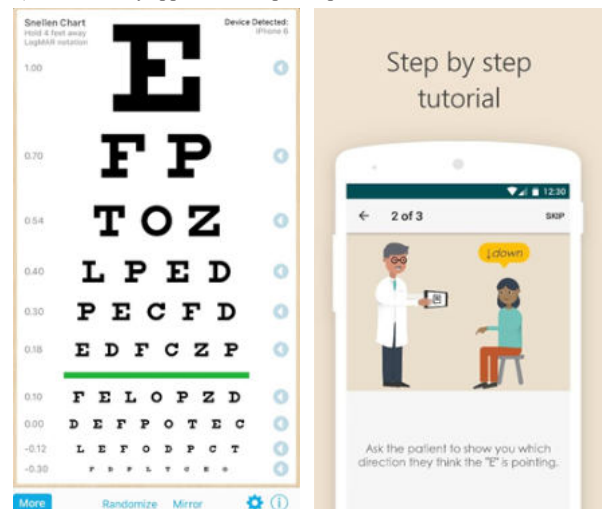 Snellen Chart
Hold 4 feet away
LogMAR notation
Device Detected:
iPhone 6
1.00 E
0.70 F P
0.54 T O Z
0.40 L P E D
0.30 P E C F D
0.18 E D F C Z P
0.10 F E L O P Z D
0.00 D E F P O T E C
-0.12 L E F O D P C T
-0.30 F D P L T C E O
More Randomize Mirror
Step by step
tutorial
12:30
2 of 3 SKIP
↓down
Ask the patient to show you which
direction they think the "E" is pointing.